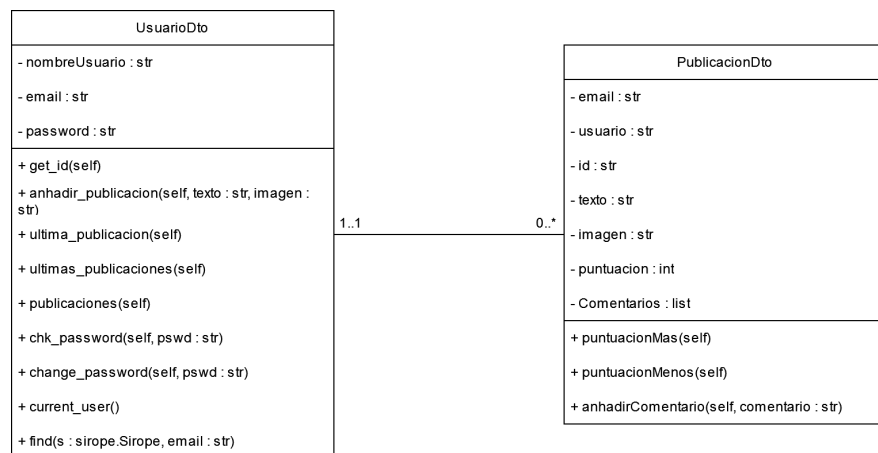 UsuarioDto
- nombreUsuario : str
- email : str
- password : str
+ get_id(self)
+ anhadir_publicacion(self, texto : str, imagen :
str)
+ ultima_publicacion(self)
+ ultimas_publicaciones(self)
+ publicaciones(self)
+ chk_password(self, pswd : str)
+ change_password(self, pswd : str)
+ current_user()
+ find(s : sirope.Sirope, email : str)
1..1
0..*
PublicacionDto
- email : str
- usuario : str
- id : str
- texto : str
- imagen : str
- puntuacion : int
- Comentarios : list
+ puntuacionMas(self)
+ puntuacionMenos(self)
+ anhadirComentario(self, comentario : str)